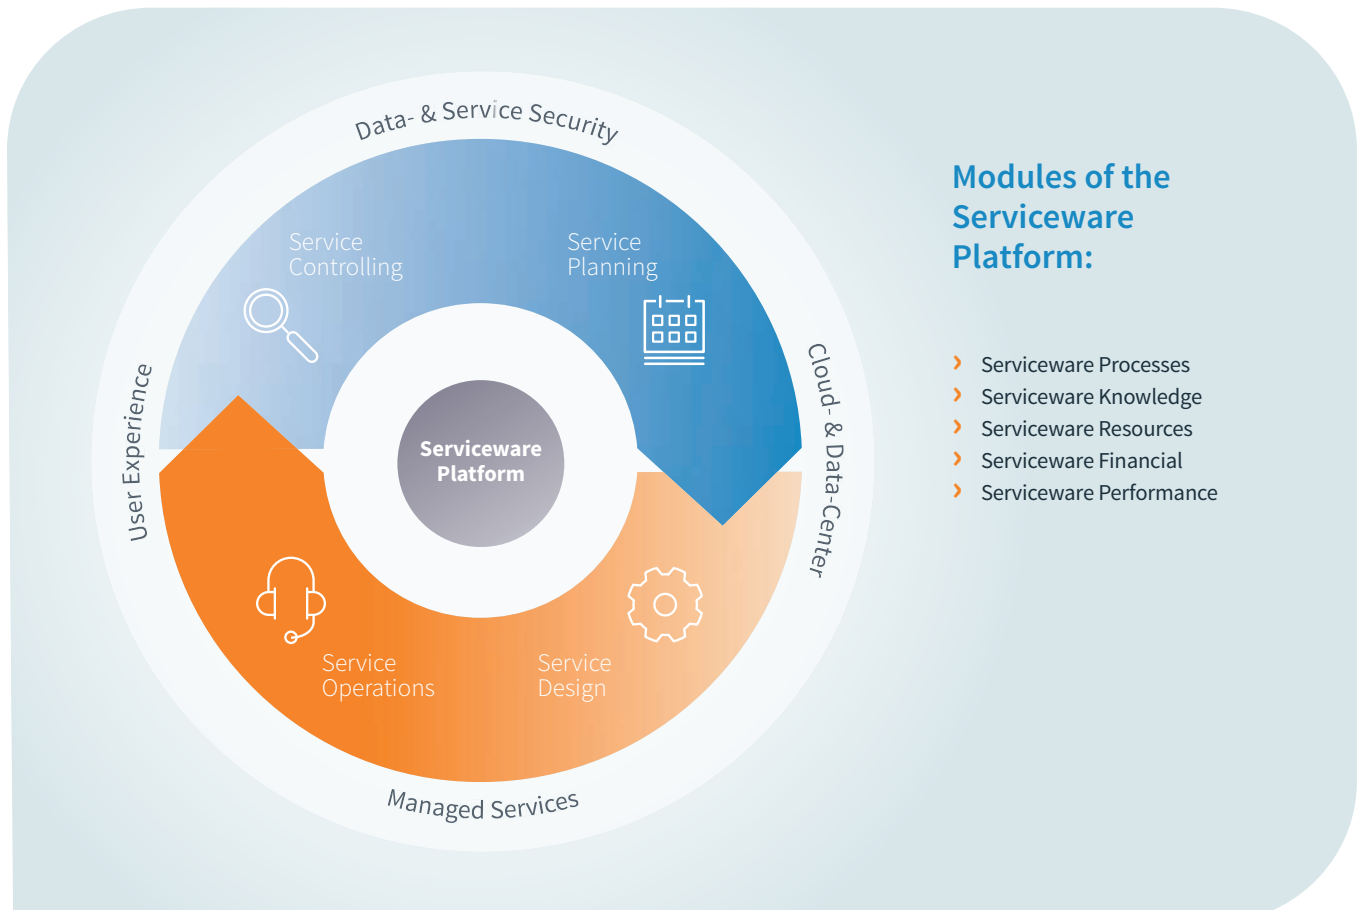 Data- & Service Security
Service
Controlling
Service
Planning
User Experience
Cloud- & Data-Center
Serviceware
Platform
Service
Operations
Service
Design
Managed Services
Modules of the
Serviceware
Platform:
Serviceware Processes
Serviceware Knowledge
Serviceware Resources
Serviceware Financial
Serviceware Performance